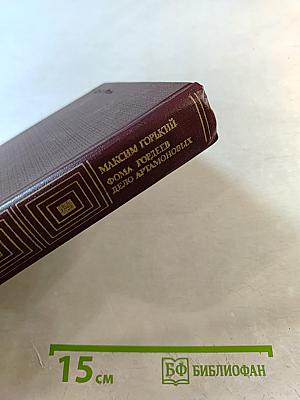 МАКСИМ ГОРЬКИЙ
ФОМА ГОРДЕЕВ
ДЕЛО АРТАМОНОВЫХ
15 см
БФ БИБЛИОФАН